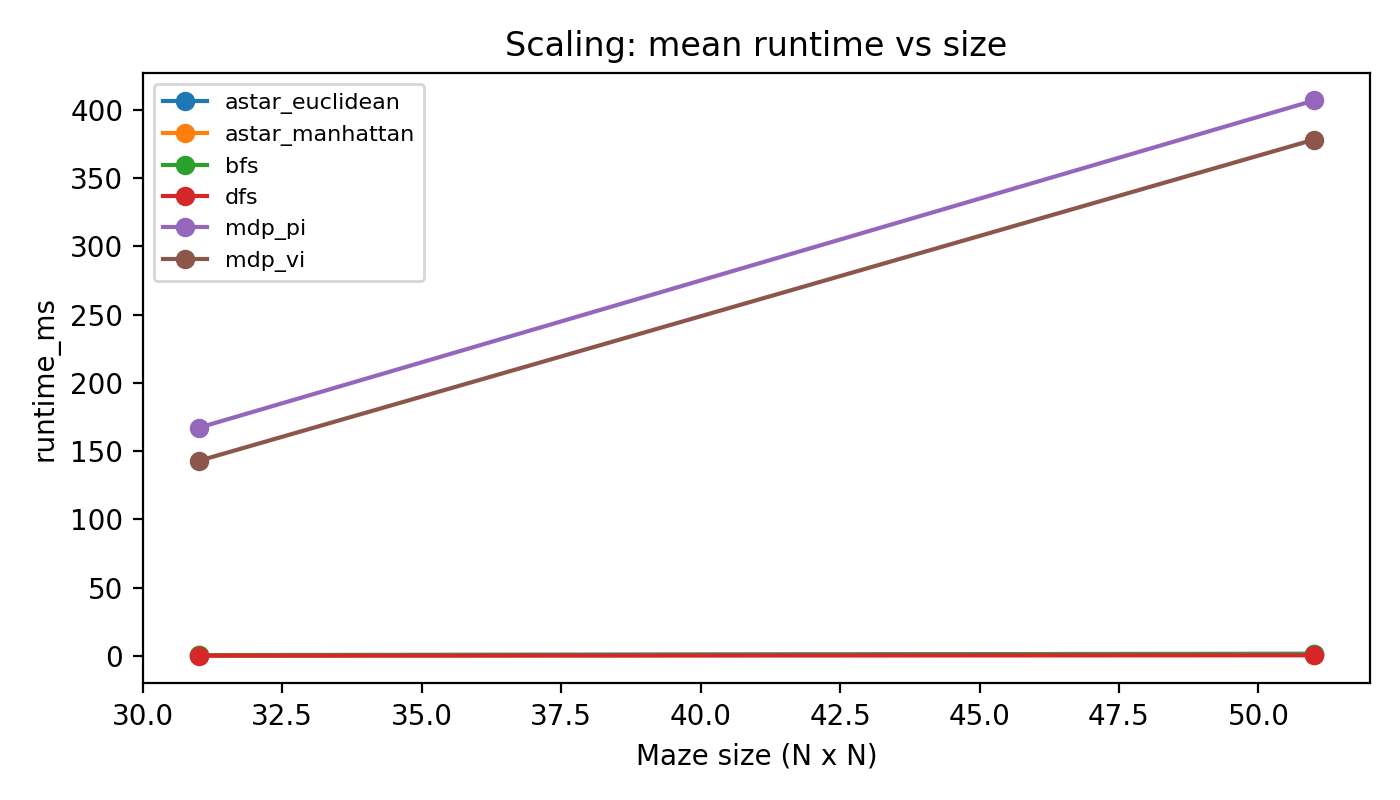 Scaling: mean runtime vs size
astar_euclidean
astar_manhattan
bfs
dfs
mdp_pi
mdp_vi
runtime_ms
400
350
300
250
200
150
100
50
0
30.0 32.5 35.0 37.5 40.0 42.5 45.0 47.5 50.0
Maze size (N x N)